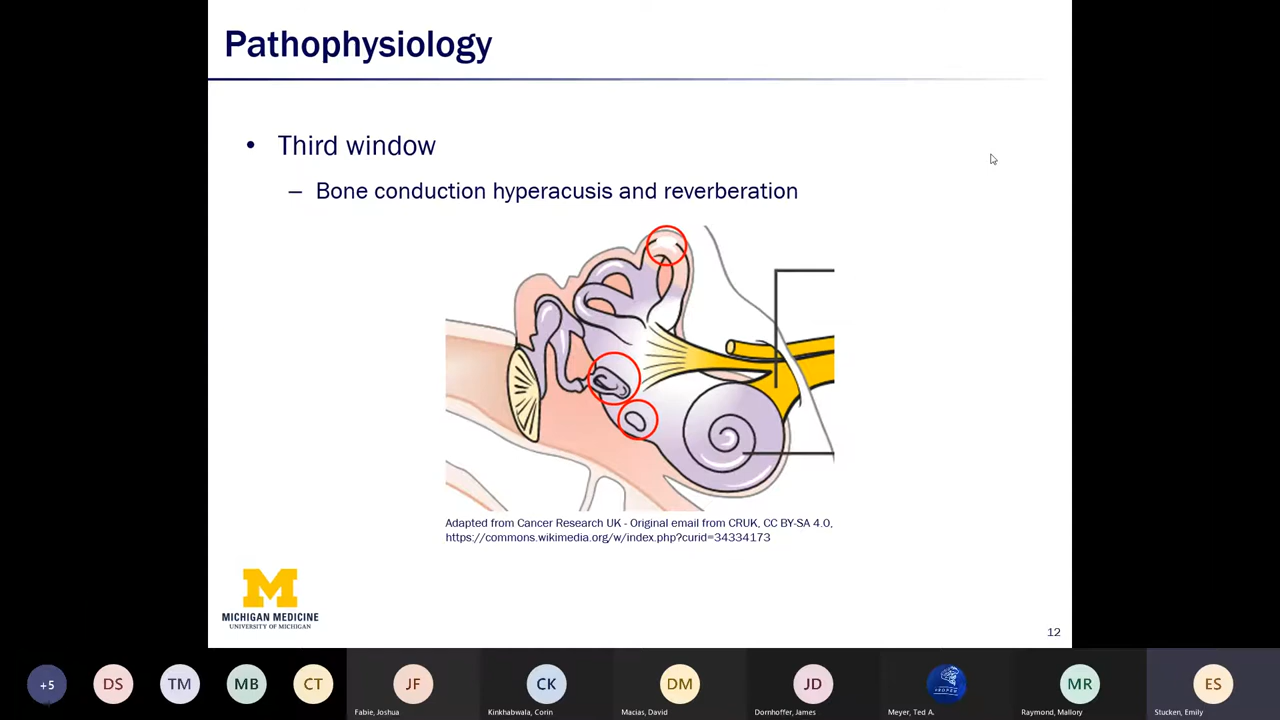 Pathophysiology
• Third window
– Bone conduction hyperacusis and reverberation
Adapted from Cancer Research UK - Original email from CRUK, CC BY-SA 4.0,
https://commons.wikimedia.org/w/index.php?curid=34334173
M
MICHIGAN MEDICINE
UNIVERSITY OF MICHIGAN
12
+5
DS
TM
MB
CT
JF
CK
DM
JD
MR
ES
Fabie, Joshua
Kinkhabwala, Corin
Macias, David
Dornhoffer, James
Meyer, Ted A.
Raymond, Mallory
Stucken, Emily